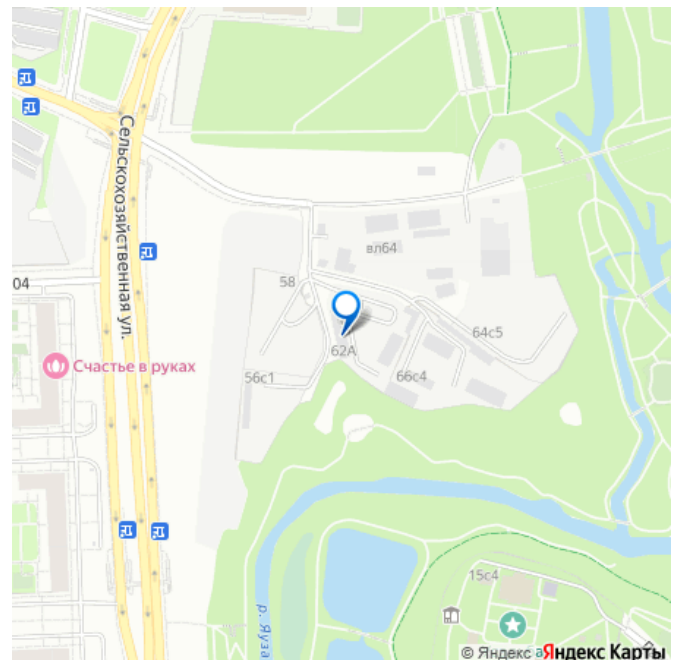 Сельскохозяйственная ул.
вл64
58
04
64с5
62А
Счастье в руках
56с1
66с4
15с4
р. Яуза
© Яндекс
Яндекс Карты